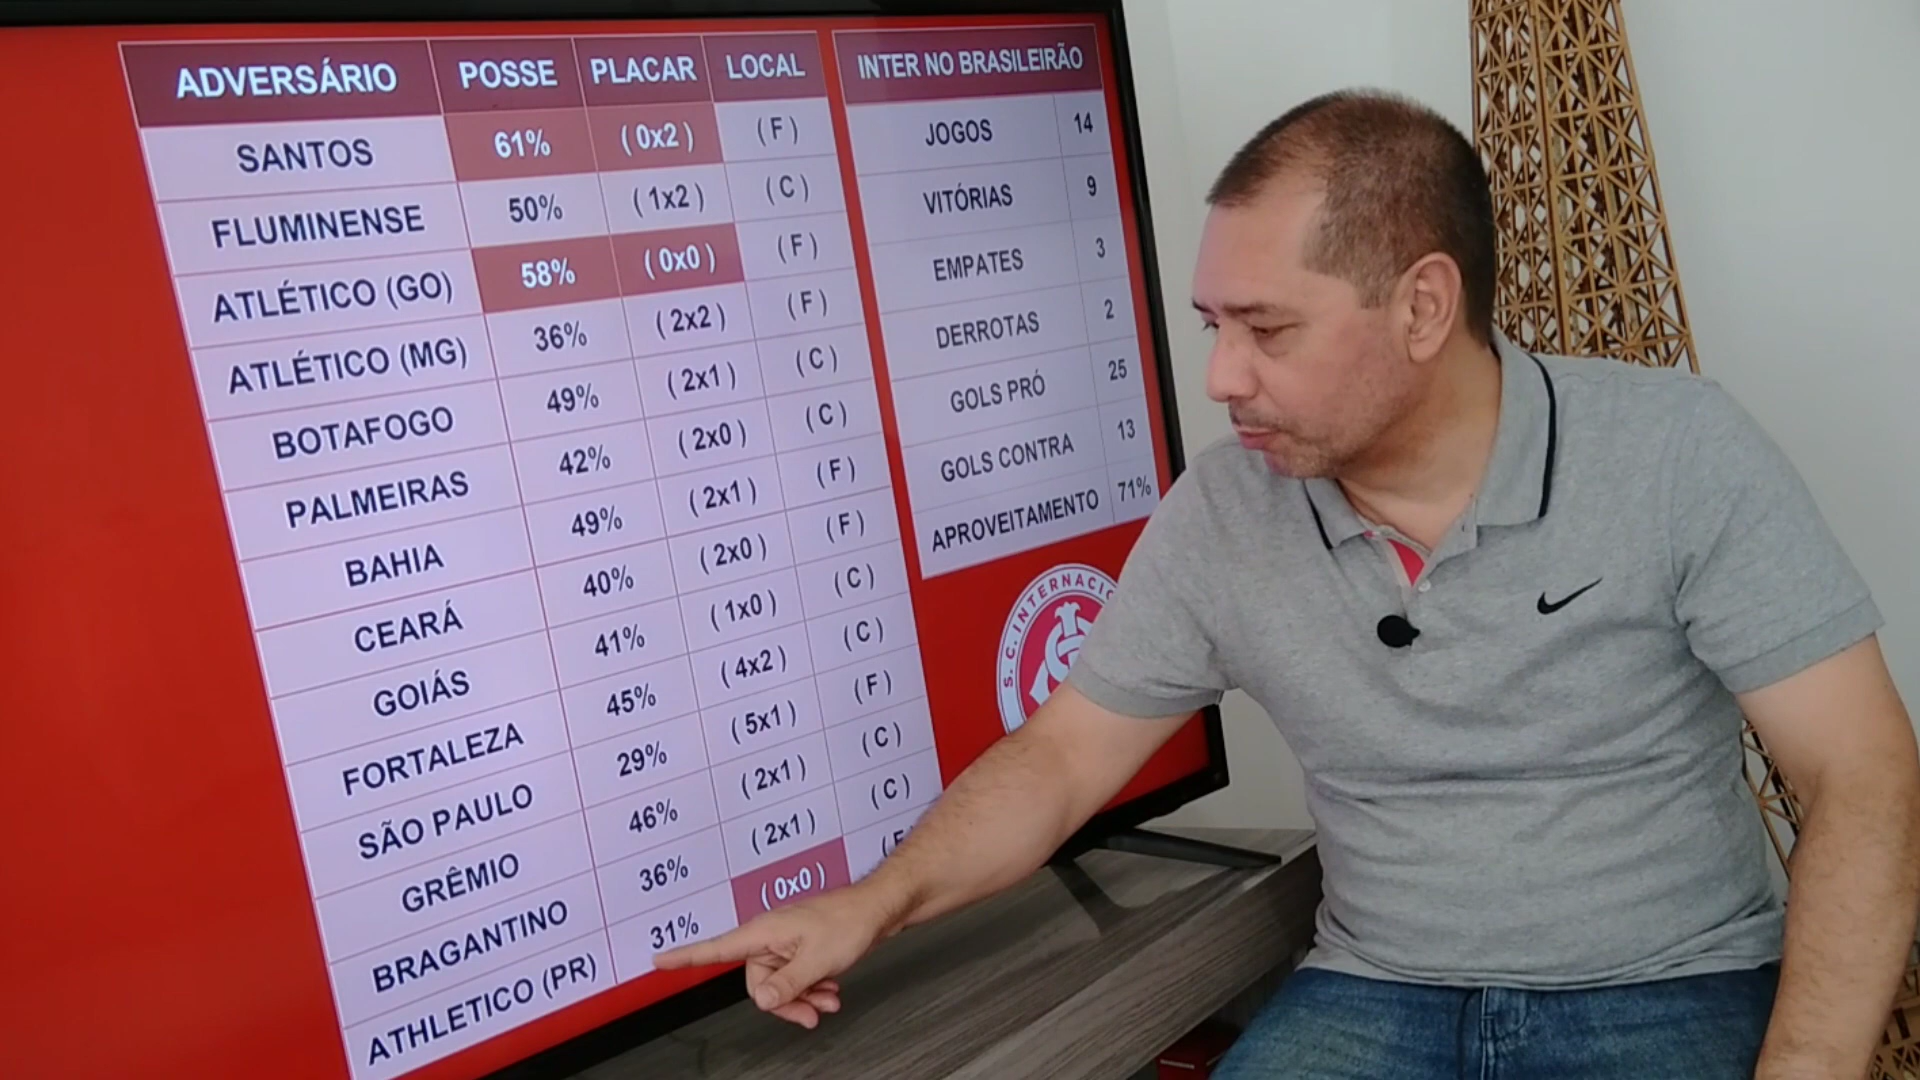 ADVERSÁRIO POSSE PLACAR LOCAL
SANTOS 61% ( 0x2 ) ( F )
FLUMINENSE 50% ( 1x2 ) ( C )
ATLÉTICO (GO) 58% ( 0x0 ) ( F )
ATLÉTICO (MG) 36% ( 2x2 ) ( F )
BOTAFOGO 49% ( 2x1 ) ( C )
PALMEIRAS 42% ( 2x0 ) ( C )
BAHIA 49% ( 2x1 ) ( F )
CEARÁ 40% ( 2x0 ) ( F )
GOIÁS 41% ( 1x0 ) ( C )
FORTALEZA 45% ( 4x2 ) ( C )
SÃO PAULO 29% ( 5x1 ) ( F )
GRÊMIO 46% ( 2x1 ) ( C )
BRAGANTINO 36% ( 2x1 ) ( C )
ATHLETICO (PR) 31% ( 0x0 )
INTER NO BRASILEIRÃO
JOGOS 14
VITÓRIAS 9
EMPATES 3
DERROTAS 2
GOLS PRÓ 25
GOLS CONTRA 13
APROVEITAMENTO 71%
S. C.